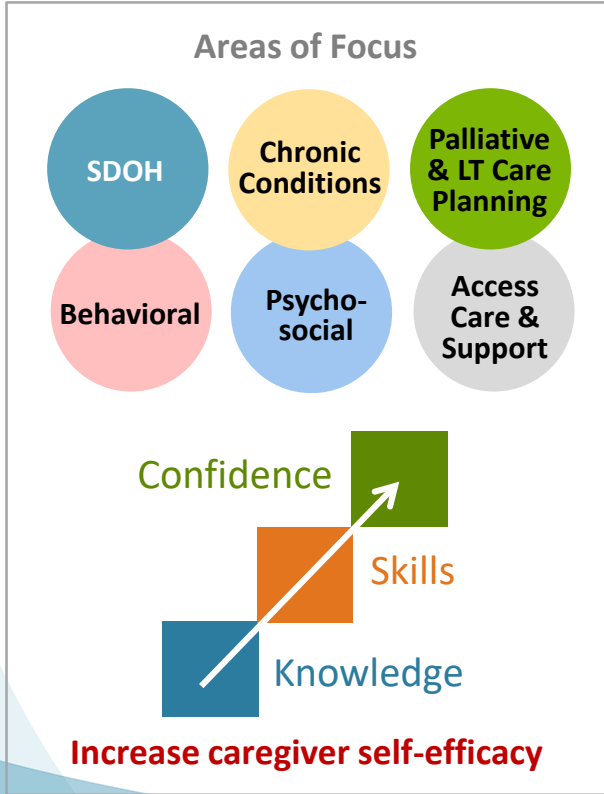 Areas of Focus
SDOH
Chronic
Conditions
Palliative
& LT Care
Planning
Behavioral
Psycho-
social
Access
Care &
Support
Confidence
Skills
Knowledge
Increase caregiver self-efficacy